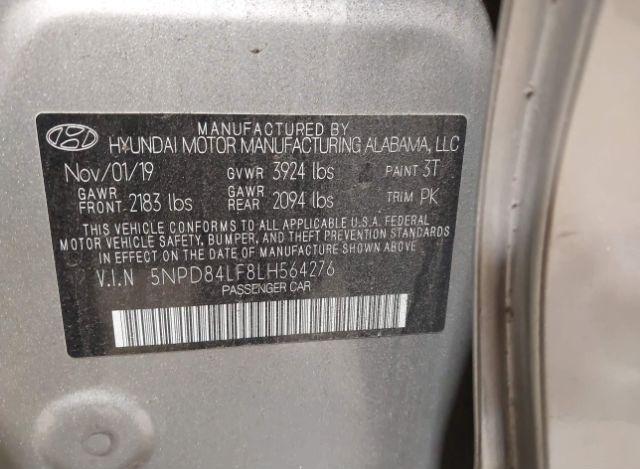 MANUFACTURED BY
HYUNDAI MOTOR MANUFACTURING ALABAMA, LLC
Nov/01/19 GVWR 3924 lbs PAINT 3T
GAWR FRONT 2183 lbs GAWR REAR 2094 lbs TRIM PK
THIS VEHICLE CONFORMS TO ALL APPLICABLE U.S.A. FEDERAL
MOTOR VEHICLE SAFETY, BUMPER, AND THEFT PREVENTION STANDARDS
IN EFFECT ON THE DATE OF MANUFACTURE SHOWN ABOVE.
V.I.N 5NPD84LF8LH564276
PASSENGER CAR